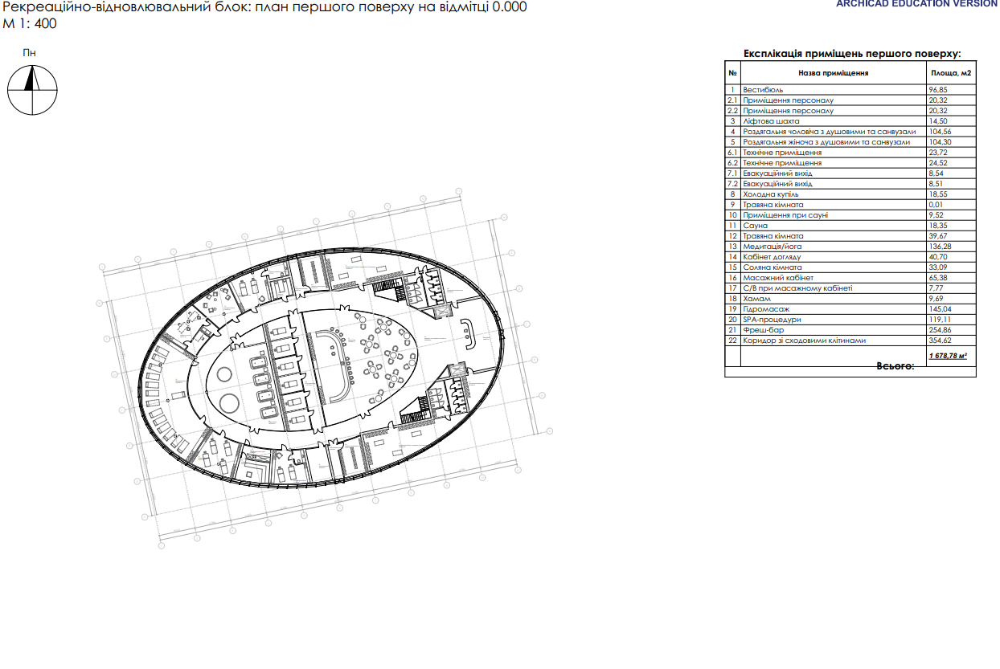 Рекреаційно-відновлювальний блок: план першого поверху на відмітці 0.000
М 1: 400
ARCHICAD EDUCATION VERSION
Пн
Експлікація приміщень першого поверху:
№ Назва приміщення Площа, м2
1 Вестибюль 96,85
2.1 Приміщення персоналу 20,32
2.2 Приміщення персоналу 20,32
3 Ліфтова шахта 14,50
4 Роздягальня чоловіча з душовими та санвузали 104,56
5 Роздягальня жіноча з душовими та санвузали 104,30
6.1 Технічне приміщення 23,72
6.2 Технічне приміщення 24,52
7.1 Евакуаційний вихід 8,54
7.2 Евакуаційний вихід 8,51
8 Холодна купіль 18,55
9 Травяна кімната 0,01
10 Приміщення при сауні 9,52
11 Сауна 18,35
12 Травяна кімната 39,67
13 Медитація/йога 136,28
14 Кабінет догляду 40,70
15 Соляна кімната 33,09
16 Масажний кабінет 65,38
17 С/В при масажному кабінеті 7,77
18 Хамам 9,69
19 Гідромасаж 145,04
20 SPA-процедури 119,11
21 Фреш-бар 254,86
22 Коридор зі сходовими клітинами 354,62
1 678,78 м²
Всього: